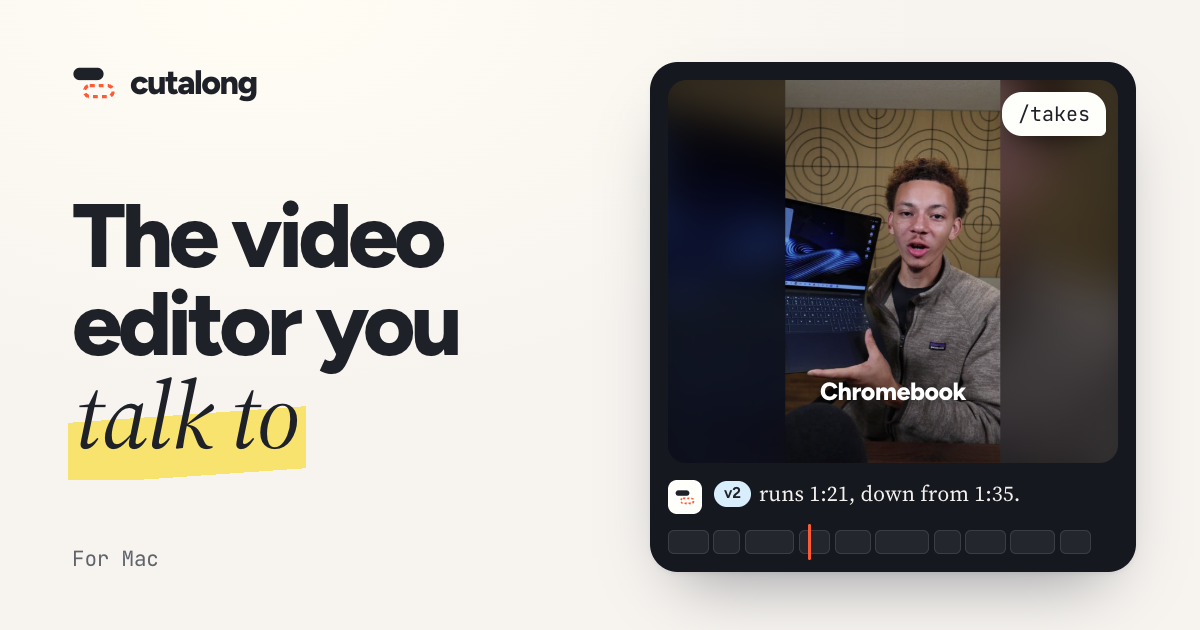 cutalong
The video
editor you
talk to
For Mac
/takes
Chromebook
v2 runs 1:21, down from 1:35.